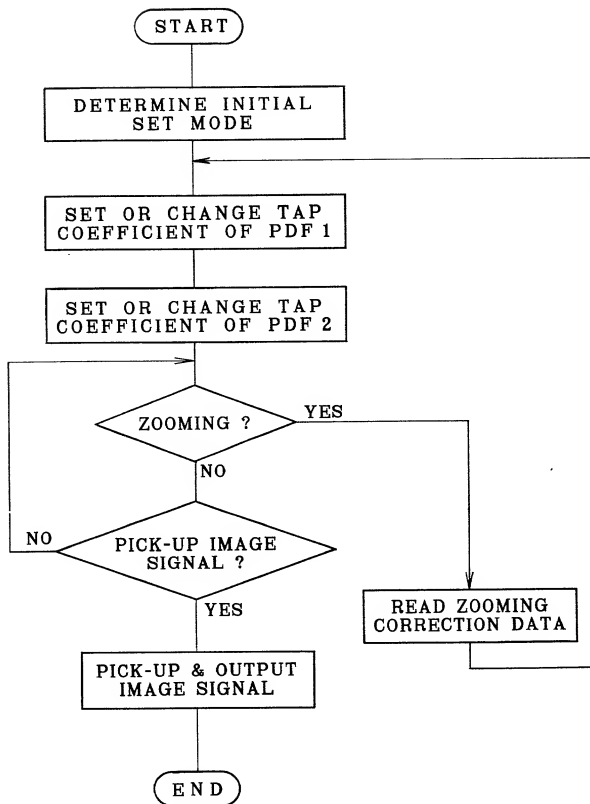 START
DETERMINE INITIAL
SET MODE
SET OR CHANGE TAP
COEFFICIENT OF PDF 1
SET OR CHANGE TAP
COEFFICIENT OF PDF 2
ZOOMING ?
YES
NO
PICK-UP IMAGE
SIGNAL ?
NO
YES
READ ZOOMING
CORRECTION DATA
PICK-UP & OUTPUT
IMAGE SIGNAL
END